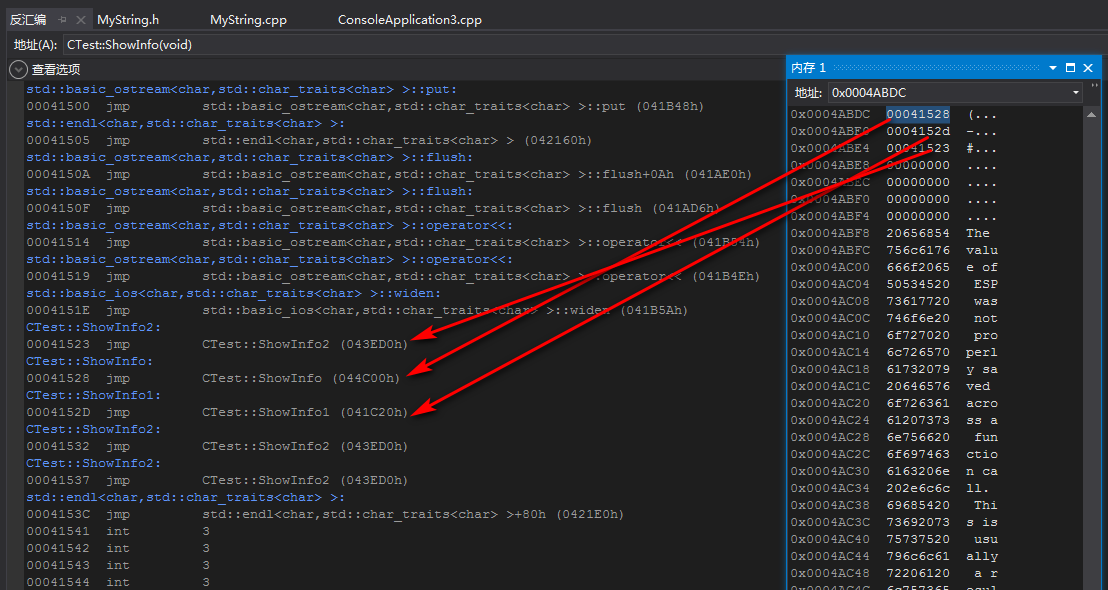 反汇编 MyString.h MyString.cpp ConsoleApplication3.cpp
地址(A): CTest::ShowInfo(void)
查看选项
std::basic_ostream<char,std::char_traits<char> >::put:
00041500 jmp std::basic_ostream<char,std::char_traits<char> >::put (041B48h)
std::endl<char,std::char_traits<char> >:
00041505 jmp std::endl<char,std::char_traits<char> > (042160h)
std::basic_ostream<char,std::char_traits<char> >::flush:
0004150A jmp std::basic_ostream<char,std::char_traits<char> >::flush+0Ah (041AE0h)
std::basic_ostream<char,std::char_traits<char> >::flush:
0004150F jmp std::basic_ostream<char,std::char_traits<char> >::flush (041AD6h)
std::basic_ostream<char,std::char_traits<char> >::operator<<:
00041514 jmp std::basic_ostream<char,std::char_traits<char> >::operator<< (041B54h)
std::basic_ostream<char,std::char_traits<char> >::operator<<:
00041519 jmp std::basic_ostream<char,std::char_traits<char> >::operator<< (041B4Eh)
std::basic_ios<char,std::char_traits<char> >::widen:
0004151E jmp std::basic_ios<char,std::char_traits<char> >::widen (041B5Ah)
CTest::ShowInfo2:
00041523 jmp CTest::ShowInfo2 (043ED0h)
CTest::ShowInfo:
00041528 jmp CTest::ShowInfo (044C00h)
CTest::ShowInfo1:
0004152D jmp CTest::ShowInfo1 (041C20h)
CTest::ShowInfo2:
00041532 jmp CTest::ShowInfo2 (043ED0h)
CTest::ShowInfo2:
00041537 jmp CTest::ShowInfo2 (043ED0h)
std::endl<char,std::char_traits<char> >:
0004153C jmp std::endl<char,std::char_traits<char> >+80h (0421E0h)
00041541 int 3
00041542 int 3
00041543 int 3
00041544 int 3
内存 1
地址: 0x0004ABDC
0x0004ABDC 00041528 (...
0x0004ABE0 0004152d -...
0x0004ABE4 00041523 #...
0x0004ABE8 00000000 ....
0x0004ABEC 00000000 ....
0x0004ABF0 00000000 ....
0x0004ABF4 00000000 ....
0x0004ABF8 20656854 The
0x0004ABFC 756c6176 valu
0x0004AC00 666f2065 e of
0x0004AC04 50534520 ESP
0x0004AC08 73617720 was
0x0004AC0C 746f6e20 not
0x0004AC10 6f727020 pro
0x0004AC14 6c726570 perl
0x0004AC18 61732079 y sa
0x0004AC1C 20646576 ved
0x0004AC20 6f726361 acro
0x0004AC24 61207373 ss a
0x0004AC28 6e756620 fun
0x0004AC2C 6f697463 ctio
0x0004AC30 6163206e n ca
0x0004AC34 202e6c6c ll.
0x0004AC38 69685420 Thi
0x0004AC3C 73692073 s is
0x0004AC40 75737520 usu
0x0004AC44 796c6c61 ally
0x0004AC48 72206120 a r